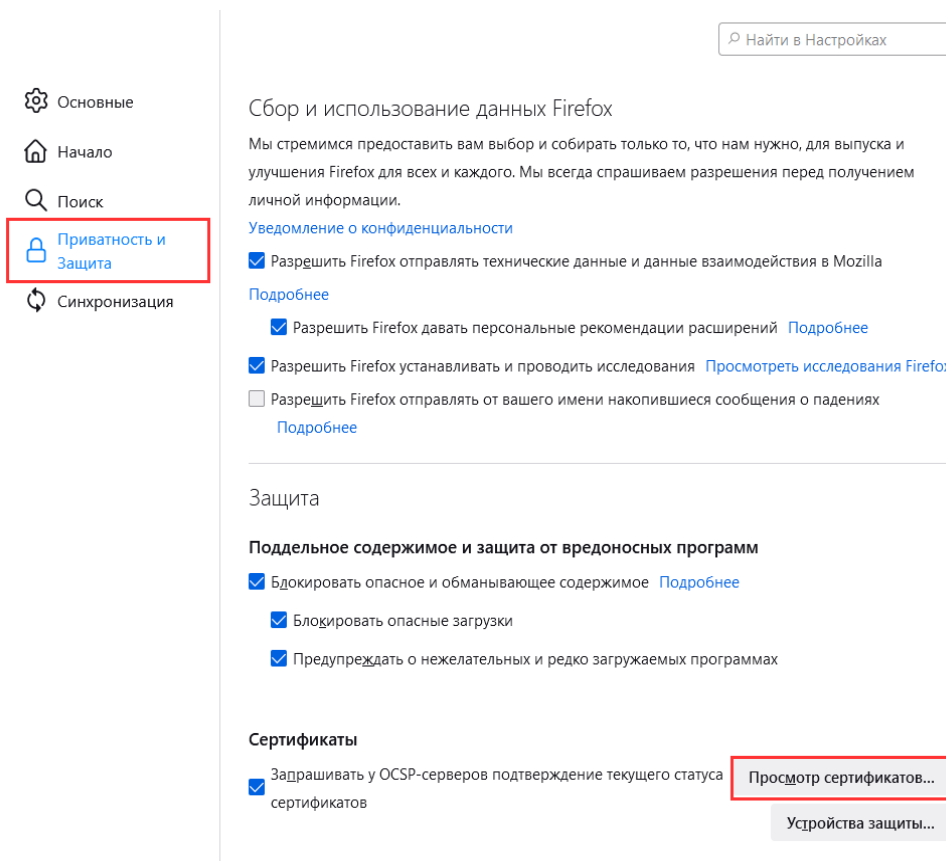 Найти в Настройках
Основные
Начало
Поиск
Приватность и
Защита
Синхронизация
Сбор и использование данных Firefox
Мы стремимся предоставить вам выбор и собирать только то, что нам нужно, для выпуска и
улучшения Firefox для всех и каждого. Мы всегда спрашиваем разрешения перед получением
личной информации.
Уведомление о конфиденциальности
Разрешить Firefox отправлять технические данные и данные взаимодействия в Mozilla
Подробнее
Разрешить Firefox давать персональные рекомендации расширений Подробнее
Разрешить Firefox устанавливать и проводить исследования Просмотреть исследования Firefox
Разрешить Firefox отправлять от вашего имени накопившиеся сообщения о падениях
Подробнее
Защита
Поддельное содержимое и защита от вредоносных программ
Блокировать опасное и обманывающее содержимое Подробнее
Блокировать опасные загрузки
Предупреждать о нежелательных и редко загружаемых программах
Сертификаты
Запрашивать у OCSP-серверов подтверждение текущего статуса
сертификатов
Просмотр сертификатов...
Устройства защиты...